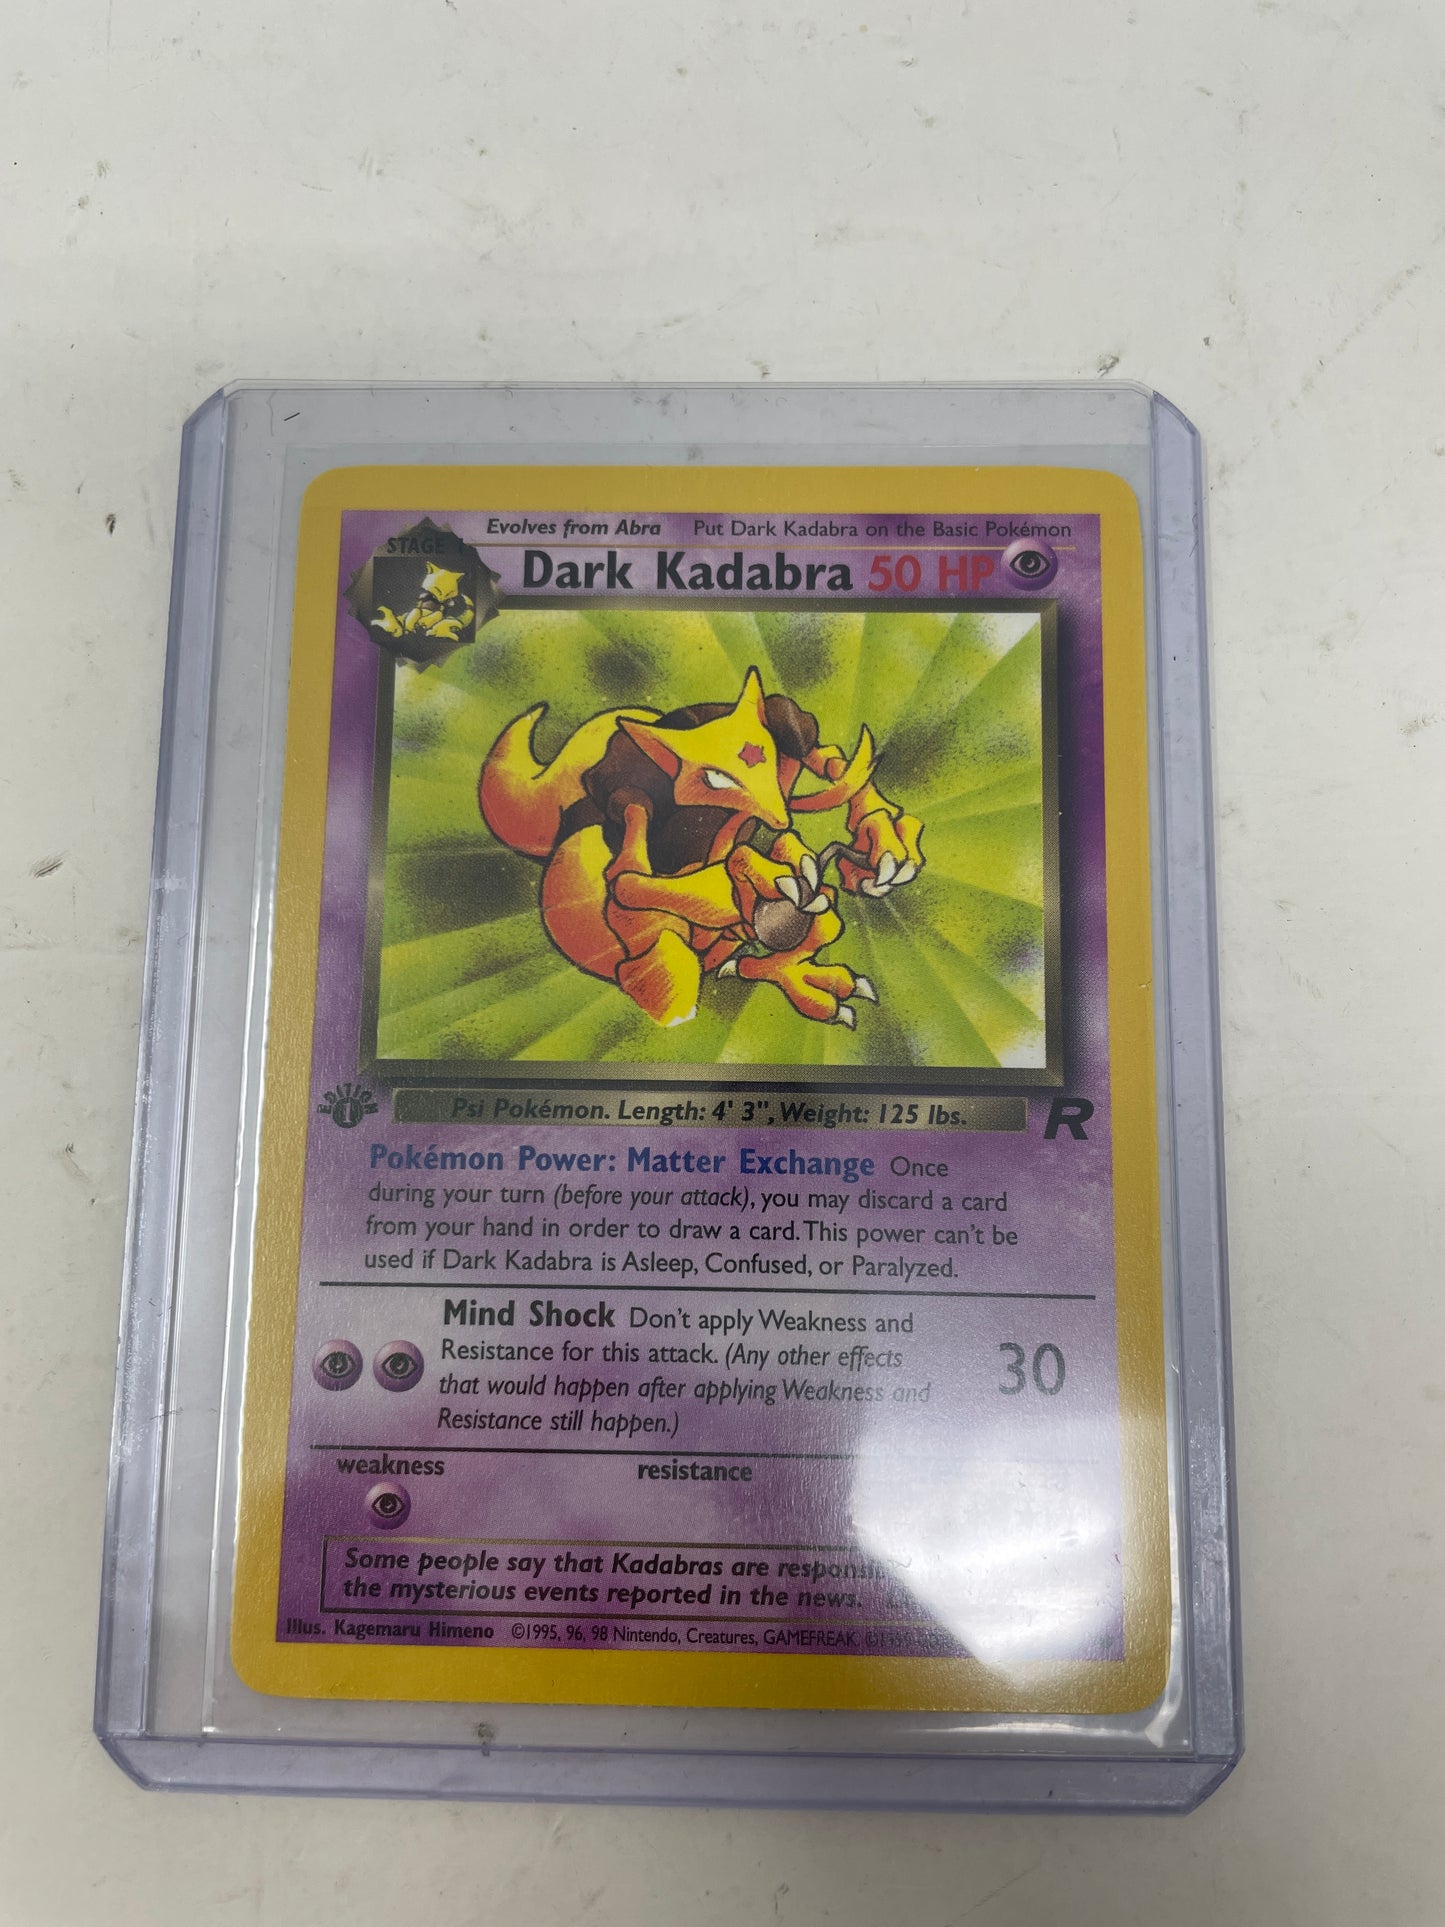 Evolves from Abra Put Dark Kadabra on the Basic Pokémon
STAGE 1
Dark Kadabra 50 HP
EDITION
1
Psi Pokémon. Length: 4' 3", Weight: 125 lbs.
R
Pokémon Power: Matter Exchange Once
during your turn (before your attack), you may discard a card
from your hand in order to draw a card. This power can't be
used if Dark Kadabra is Asleep, Confused, or Paralyzed.
Mind Shock Don't apply Weakness and
Resistance for this attack. (Any other effects
that would happen after applying Weakness and
Resistance still happen.)
30
weakness resistance
Some people say that Kadabras are
the mysterious events reported in the news.
Illus. Kagemaru Himeno ©1995, 96, 98 Nintendo, Creatures, GAMEFREAK.